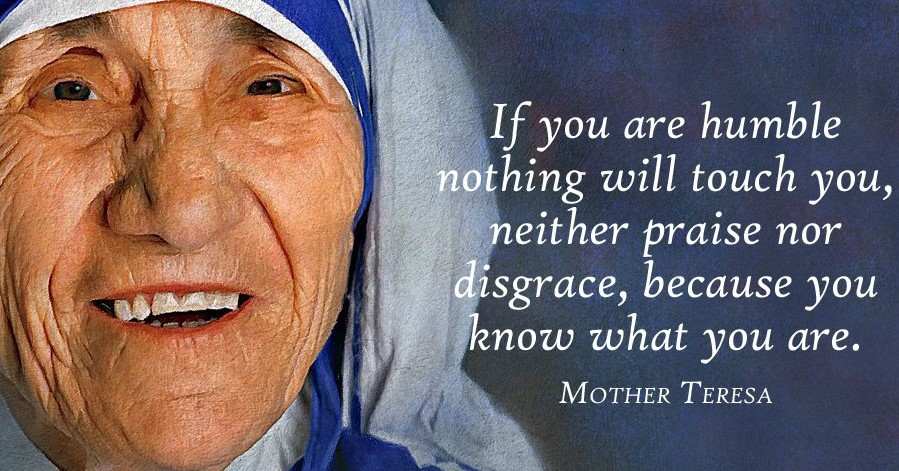 If you are humble
nothing will touch you,
neither praise nor
disgrace, because you
know what you are.
Mother Teresa